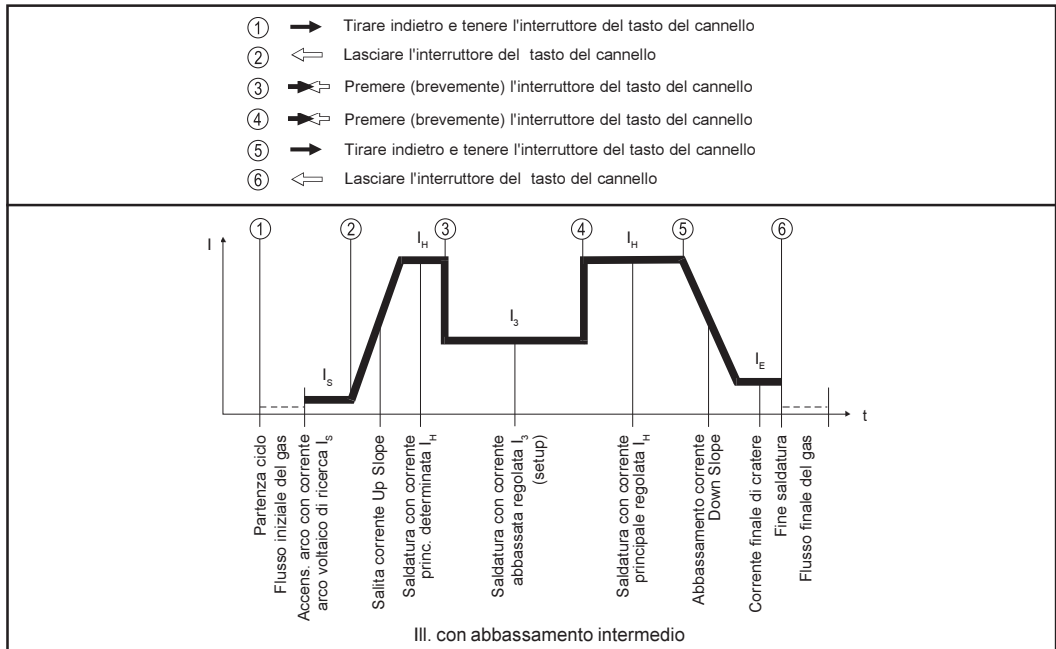 1 Tirare indietro e tenere l'interruttore del tasto del cannello
2 Lasciare l'interruttore del tasto del cannello
3 Premere (brevemente) l'interruttore del tasto del cannello
4 Premere (brevemente) l'interruttore del tasto del cannello
5 Tirare indietro e tenere l'interruttore del tasto del cannello
6 Lasciare l'interruttore del tasto del cannello
1 2 3 4 5 6
I
I_H I_H
I_3
I_S
I_E
t
Partenza ciclo
Flusso iniziale del gas
Accens. arco con corrente
arco voltaico di ricerca I_S
Salita corrente Up Slope
Saldatura con corrente
princ. determinata I_H
Saldatura con corrente
abbassata regolata I_3
(setup)
Saldatura con corrente
principale regolata I_H
Abbassamento corrente
Down Slope
Corrente finale di cratere
Fine saldatura
Flusso finale del gas
III. con abbassamento intermedio